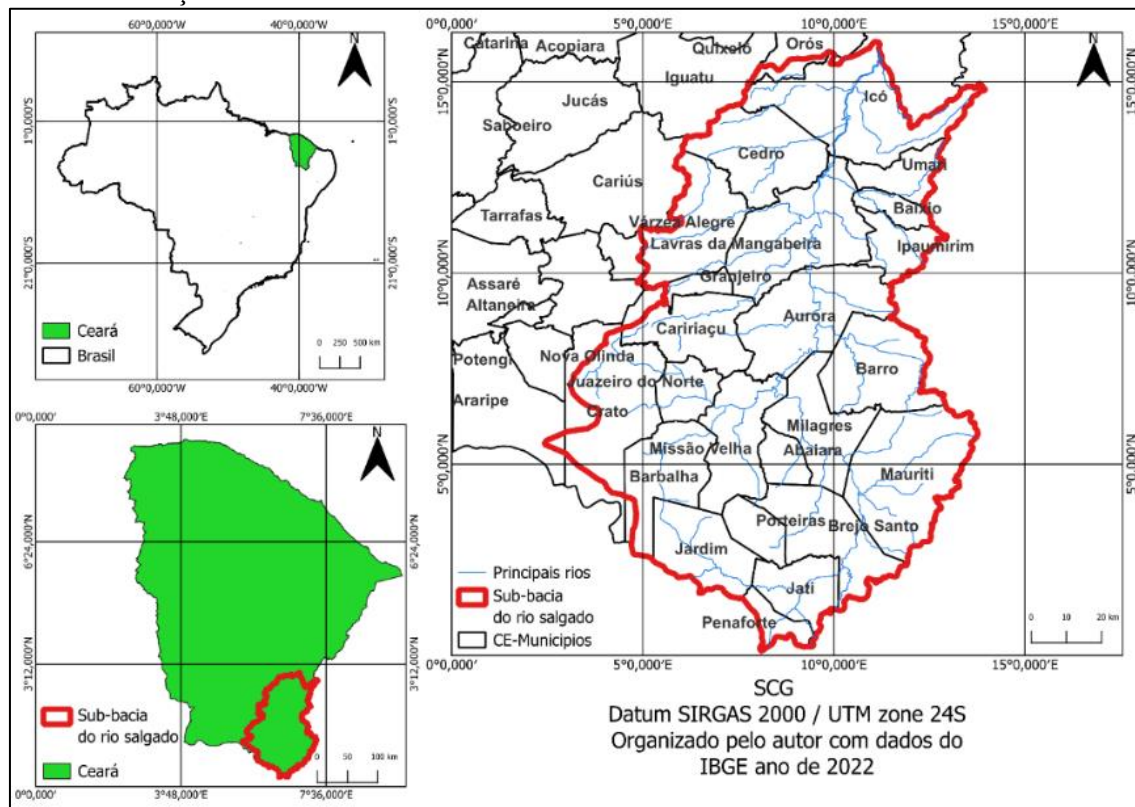 60°0,000'W
40°0,000'W
N
1°0,000'S
1°0,000'S
21°0,000'S
21°0,000'S
Ceará
Brasil
0 250 500 km
60°0,000'W
40°0,000'W
0°0,000'
3°48,000'E
7°36,000'E
N
6°24,000'N
6°24,000'N
3°12,000'N
3°12,000'N
Sub-bacia
do rio salgado
Ceará
0 50 100 km
0°0,000'
3°48,000'E
7°36,000'E
0°0,000'E
5°0,000'E
10°0,000'E
15°0,000'E
N
15°0,000'N
15°0,000'N
10°0,000'N
10°0,000'N
5°0,000'N
5°0,000'N
Catarina
Acopiara
Quixelô
Orós
Iguatu
Jucás
Icó
Saboeiro
Cedro
Umari
Cariús
Baixio
Tarrafas
Várzea Alegre
Lavras da Mangabeira
Ipaumirim
Assaré
Granjeiro
Altaneira
Aurora
Caririaçu
Potengi
Nova Olinda
Barro
Juazeiro do Norte
Araripe
Crato
Milagres
Missão Velha
Abaiara
Barbalha
Mauriti
Porteiras
Brejo Santo
Jardim
Jati
Penaforte
Principais rios
Sub-bacia
do rio salgado
CE-Municipios
0 10 20 km
0°0,000'E
5°0,000'E
10°0,000'E
15°0,000'E
SCG
Datum SIRGAS 2000 / UTM zone 24S
Organizado pelo autor com dados do
IBGE ano de 2022